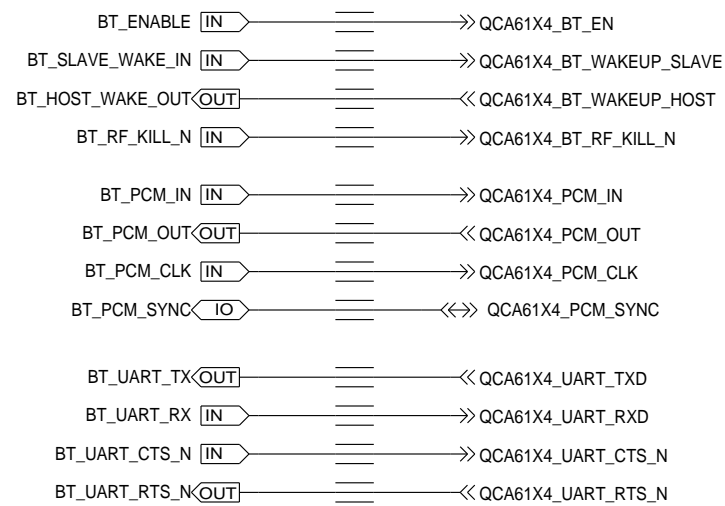 BT_ENABLE IN QCA61X4_BT_EN
BT_SLAVE_WAKE_IN IN QCA61X4_BT_WAKEUP_SLAVE
BT_HOST_WAKE_OUT OUT QCA61X4_BT_WAKEUP_HOST
BT_RF_KILL_N IN QCA61X4_BT_RF_KILL_N
BT_PCM_IN IN QCA61X4_PCM_IN
BT_PCM_OUT OUT QCA61X4_PCM_OUT
BT_PCM_CLK IN QCA61X4_PCM_CLK
BT_PCM_SYNC IO QCA61X4_PCM_SYNC
BT_UART_TX OUT QCA61X4_UART_TXD
BT_UART_RX IN QCA61X4_UART_RXD
BT_UART_CTS_N IN QCA61X4_UART_CTS_N
BT_UART_RTS_N OUT QCA61X4_UART_RTS_N